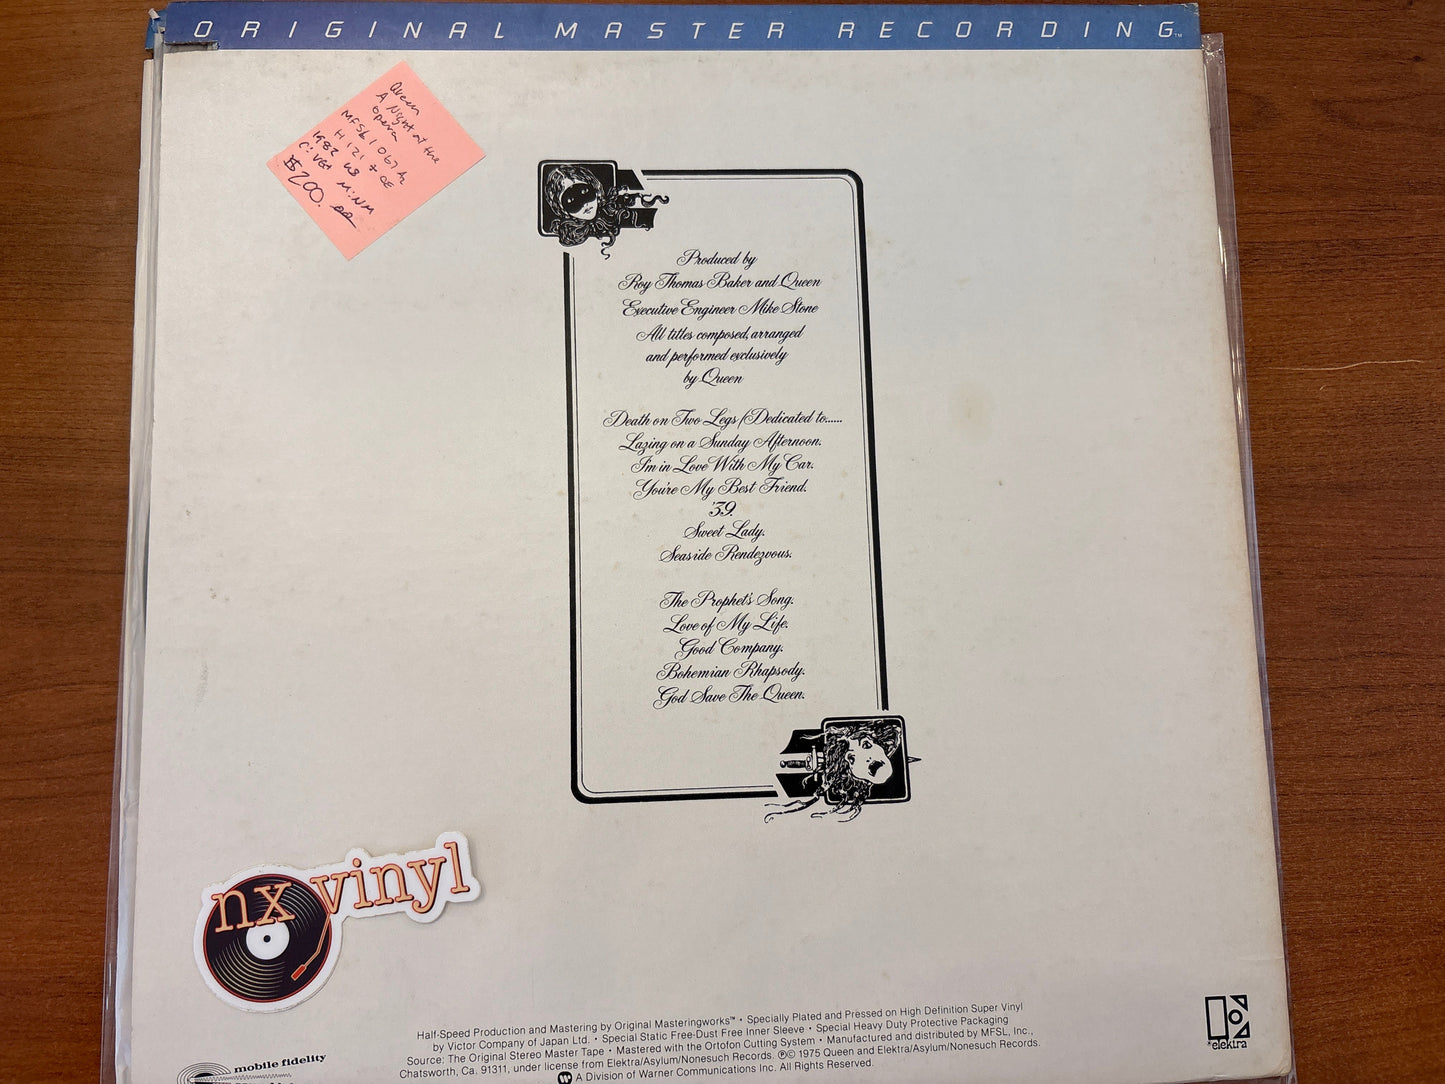 ORIGINAL MASTER RECORDING™
Queen
A Night at the
Opera
MFSL 1 067 A2
1982 US
$200.
Produced by
Roy Thomas Baker and Queen
Executive Engineer Mike Stone
All titles composed, arranged
and performed exclusively
by Queen
Death on Two Legs (Dedicated to......
Lazing on a Sunday Afternoon.
I'm in Love With My Car.
You're My Best Friend.
'39.
Sweet Lady.
Seaside Rendezvous.
The Prophet's Song.
Love of My Life.
Good Company.
Bohemian Rhapsody.
God Save The Queen.
nx vinyl
Half-Speed Production and Mastering by Original Masteringworks™ • Specially Plated and Pressed on High Definition Super Vinyl
by Victor Company of Japan Ltd. • Special Static Free-Dust Free Inner Sleeve • Special Heavy Duty Protective Packaging
Source: The Original Stereo Master Tape • Mastered with the Ortofon Cutting System • Manufactured and distributed by MFSL, Inc.,
Chatsworth, Ca. 91311, under license from Elektra/Asylum/Nonesuch Records. ℗© 1975 Queen and Elektra/Asylum/Nonesuch Records.
A Division of Warner Communications Inc. All Rights Reserved.
mobile fidelity
elektra